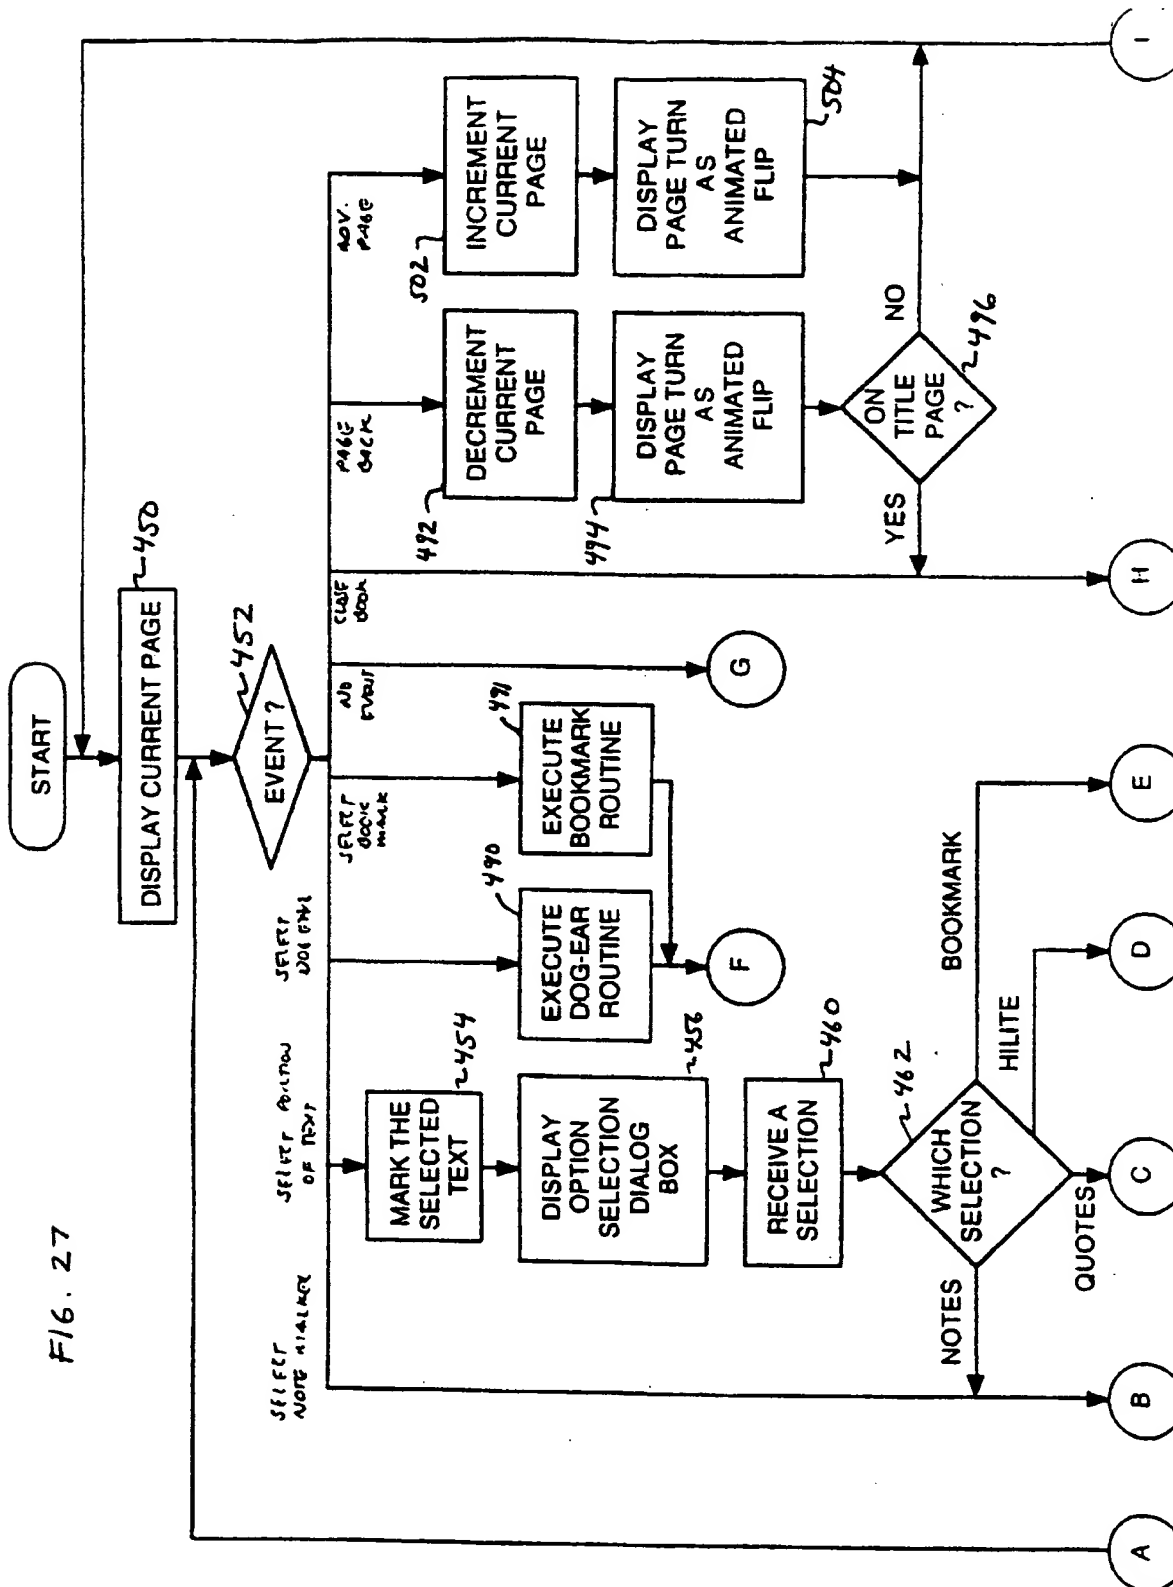 FIG. 27
START
DISPLAY CURRENT PAGE
450
EVENT?
452
SELECT
NOTE MARKER
SELECT PORTION
OF TEXT
SELECT
DOG EAR
SELECT
BOOK
MARK
NO
EVENT
CLOSE
BOOK
PAGE
BACK
ADV.
PAGE
MARK THE
SELECTED
TEXT
454
DISPLAY
OPTION
SELECTION
DIALOG
BOX
456
RECEIVE A
SELECTION
460
WHICH
SELECTION
?
462
NOTES
QUOTES
HILITE
BOOKMARK
490
EXECUTE
DOG-EAR
ROUTINE
491
EXECUTE
BOOKMARK
ROUTINE
492
DECREMENT
CURRENT
PAGE
494
DISPLAY
PAGE TURN
AS
ANIMATED
FLIP
ON
TITLE
PAGE
?
496
YES
NO
502
INCREMENT
CURRENT
PAGE
DISPLAY
PAGE TURN
AS
ANIMATED
FLIP
504
F
G
A
B
C
D
E
H
I